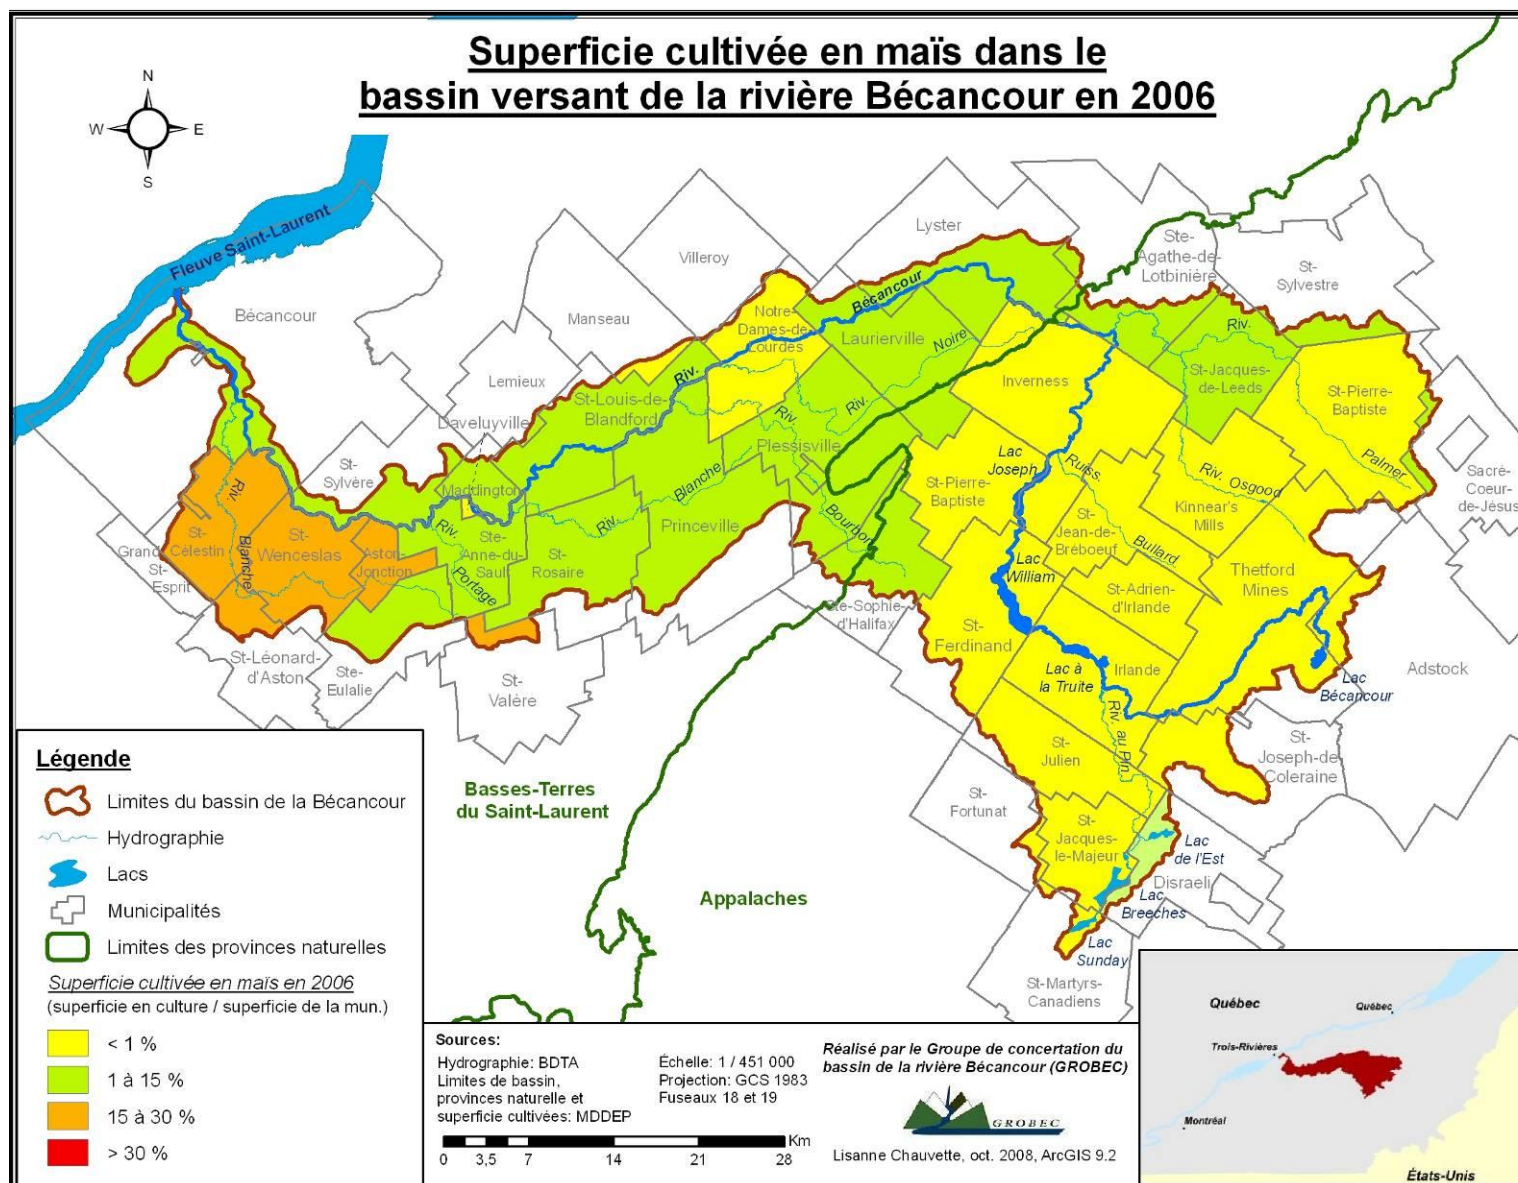 Superficie cultivée en maïs dans le
bassin versant de la rivière Bécancour en 2006
N
W
E
S
Fleuve Saint-Laurent
Bécancour
Lyster
Villeroy
Manseau
Lemieux
Daveluyville
Ste-
Agathe-de-
Lotbinière
St-
Sylvestre
Notre-
Dames-de-
Lourdes
Bécancour
Riv.
Laurierville
Noire
Riv.
Inverness
Riv.
St-Jacques-
de-Leeds
St-Pierre-
Baptiste
Palmer
Sacré-
Coeur-
de-Jésus
St-Louis-de-
Blandford
Riv.
Plessisville
Blanche
Riv.
Bourbon
Princeville
St-
Sylvère
Maddington
Riv.
Portage
Ste-
Anne-du-
Sault
St-
Rosaire
Riv.
Blanche
St-
Célestin
St-
Wenceslas
Aston-
Jonction
Grand-
St-
Esprit
St-Léonard-
d'Aston
Ste-
Eulalie
St-
Valère
Ste-Sophie-
d'Halifax
Lac
Joseph
St-Pierre-
Baptiste
Ruiss.
Bullard
Riv. Osgood
Kinnear's
Mills
St-
Jean-de-
Bréboeuf
Lac
William
St-Adrien-
d'Irlande
Thetford
Mines
St-
Ferdinand
Lac à
la Truite
Irlande
Riv. au Pin
Lac
Bécancour
Adstock
St-
Julien
St-
Joseph-de-
Coleraine
St-
Fortunat
St-
Jacques-
le-Majeur
Lac
de l'Est
Disraeli
Lac
Breeches
Lac
Sunday
St-Martyrs-
Canadiens
Basses-Terres
du Saint-Laurent
Appalaches
Légende
Limites du bassin de la Bécancour
Hydrographie
Lacs
Municipalités
Limites des provinces naturelles
Superficie cultivée en maïs en 2006
(superficie en culture / superficie de la mun.)
< 1 %
1 à 15 %
15 à 30 %
> 30 %
Sources:
Hydrographie: BDTA
Limites de bassin,
provinces naturelle et
superficie cultivées: MDDEP
Échelle: 1 / 451 000
Projection: GCS 1983
Fuseaux 18 et 19
0 3,5 7 14 21 28 Km
Réalisé par le Groupe de concertation du
bassin de la rivière Bécancour (GROBEC)
GROBEC
Lisanne Chauvette, oct. 2008, ArcGIS 9.2
Québec
Québec
Trois-Rivières
Montréal
États-Unis